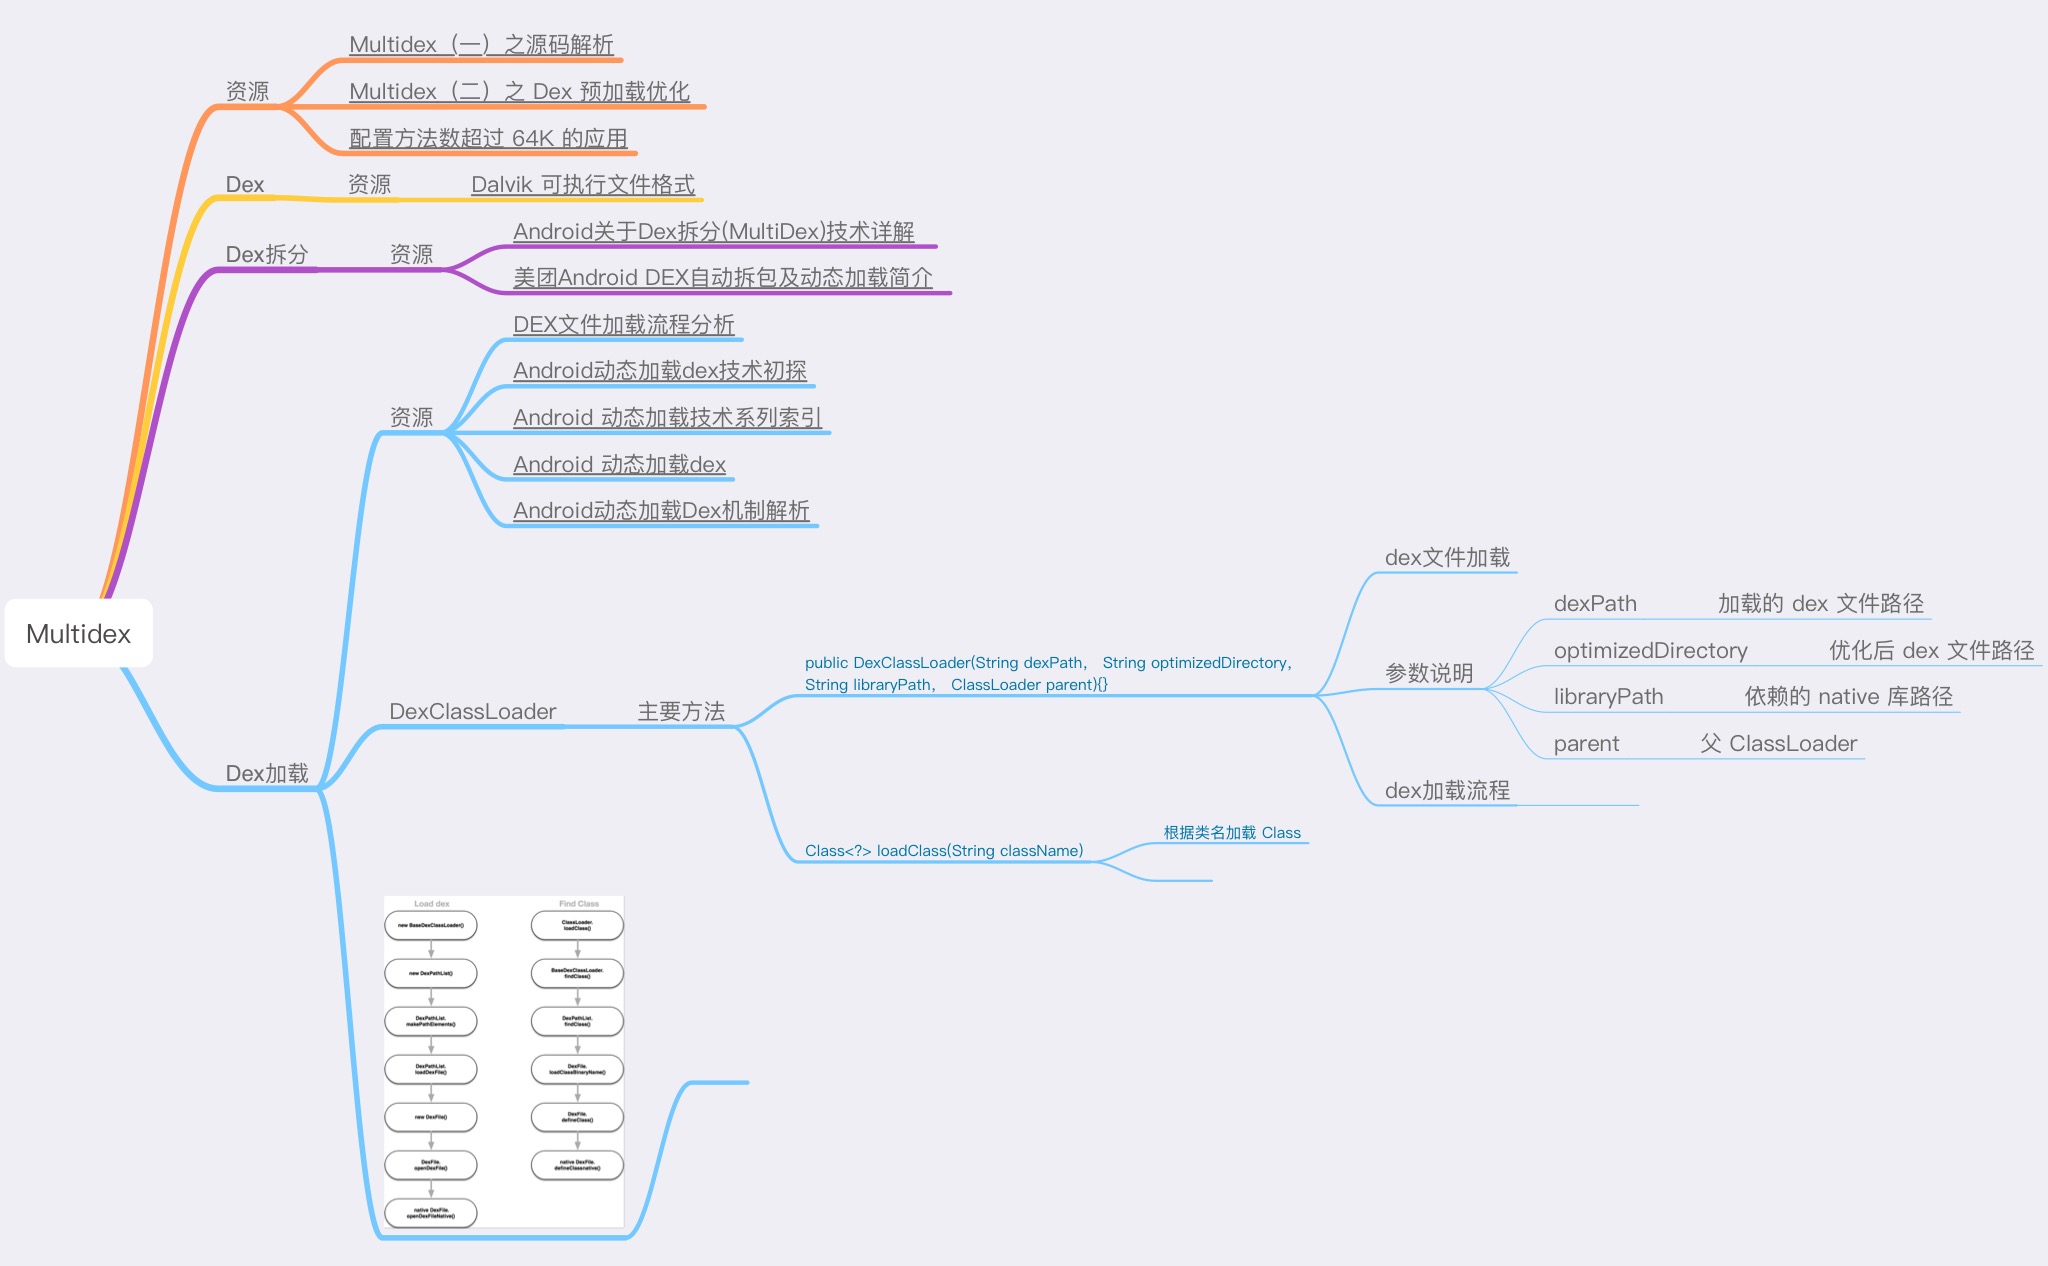 Multidex（一）之源码解析
Multidex（二）之 Dex 预加载优化
资源
配置方法数超过 64K 的应用
Dex
资源
Dalvik 可执行文件格式
Dex拆分
资源
Android关于Dex拆分(MultiDex)技术详解
美团Android DEX自动拆包及动态加载简介
DEX文件加载流程分析
Android动态加载dex技术初探
资源
Android 动态加载技术系列索引
Android 动态加载dex
Android动态加载Dex机制解析
Multidex
Dex加载
DexClassLoader
主要方法
public DexClassLoader(String dexPath， String optimizedDirectory，
String libraryPath， ClassLoader parent){}
dex文件加载
参数说明
dexPath
加载的 dex 文件路径
optimizedDirectory
优化后 dex 文件路径
libraryPath
依赖的 native 库路径
parent
父 ClassLoader
dex加载流程
Class<?> loadClass(String className)
根据类名加载 Class
Load dex
new BaseDexClassLoader()
new DexPathList()
DexPathList.
makePathElements()
DexPathList.
loadDexFile()
new DexFile()
DexFile.
openDexFile()
native DexFile.
openDexFileNative()
Find Class
ClassLoader.
loadClass()
BaseDexClassLoader.
findClass()
DexPathList.
findClass()
DexFile.
loadClassBinaryName()
DexFile.
defineClass()
native DexFile.
defineClassnative()